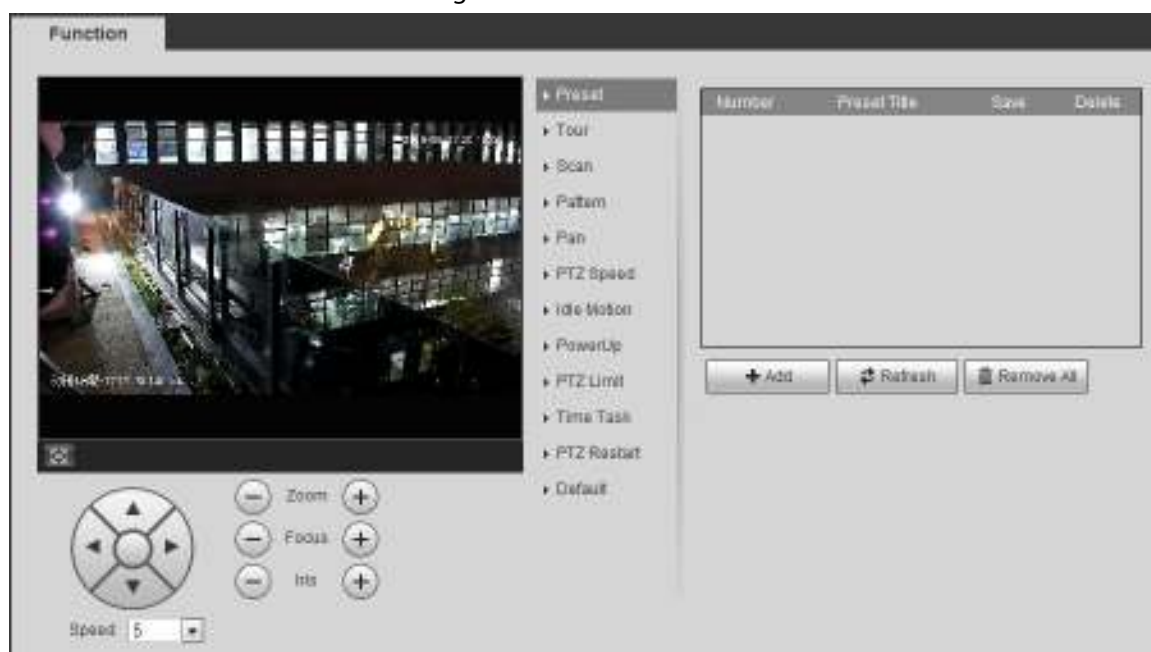 Function
Preset
Tour
Scan
Pattern
Pan
PTZ Speed
Idle Motion
PowerUp
PTZ Limit
Time Task
PTZ Restart
Default
Number Preset Title Save Delete
Add Refresh Remove All
Zoom
Focus
Iris
Speed 5